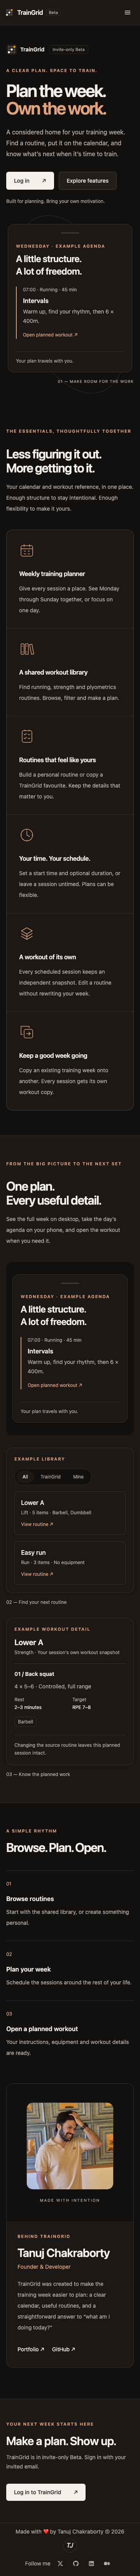 TrainGrid Beta
TrainGrid Invite-only Beta
A CLEAR PLAN. SPACE TO TRAIN.
Plan the week.
Own the work.
A considered home for your training week.
Find a routine, put it on the calendar, and
know what's next when it's time to train.
Log in ↗ Explore features
Built for planning. Bring your own motivation.
WEDNESDAY · EXAMPLE AGENDA
A little structure.
A lot of freedom.
07:00 · Running · 45 min
Intervals
Warm up, find your rhythm, then 6 ×
400m.
Open planned workout ↗
Your plan travels with you.
01 — MAKE ROOM FOR THE WORK
THE ESSENTIALS, THOUGHTFULLY TOGETHER
Less figuring it out.
More getting to it.
Your calendar and workout reference, in one place.
Enough structure to stay intentional. Enough
flexibility to make it yours.
Weekly training planner
Give every session a place. See Monday
through Sunday together, or focus on
one day.
A shared workout library
Find running, strength and plyometrics
routines. Browse, filter and make a plan.
Routines that feel like yours
Build a personal routine or copy a
TrainGrid favourite. Keep the details that
matter to you.
Your time. Your schedule.
Set a start time and optional duration, or
leave a session untimed. Plans can be
flexible.
A workout of its own
Every scheduled session keeps an
independent snapshot. Edit a routine
without rewriting your week.
Keep a good week going
Copy an existing training week onto
another. Every session gets its own
workout copy.
FROM THE BIG PICTURE TO THE NEXT SET
One plan.
Every useful detail.
See the full week on desktop, take the day's
agenda on your phone, and open the workout
when you need it.
WEDNESDAY · EXAMPLE AGENDA
A little structure.
A lot of freedom.
07:00 · Running · 45 min
Intervals
Warm up, find your rhythm, then 6 ×
400m.
Open planned workout ↗
Your plan travels with you.
EXAMPLE LIBRARY
All TrainGrid Mine
Lower A
Lift · 5 items · Barbell, Dumbbell
View routine ↗
Easy run
Run · 3 items · No equipment
View routine ↗
02 — Find your next routine
EXAMPLE WORKOUT DETAIL
Lower A
Strength · Your session's own workout snapshot
01 / Back squat
4 × 5–6 · Controlled, full range
Rest Target
2–3 minutes RPE 7–8
Barbell
Changing the source routine leaves this planned
session intact.
03 — Know the planned work
A SIMPLE RHYTHM
Browse. Plan. Open.
01
Browse routines
Start with the shared library, or create something
personal.
02
Plan your week
Schedule the sessions around the rest of your life.
03
Open a planned workout
Your instructions, equipment and workout details
are ready.
MADE WITH INTENTION
BEHIND TRAINGRID
Tanuj Chakraborty
Founder & Developer
TrainGrid was created to make the
training week easier to plan: a clear
calendar, useful routines, and a
straightforward answer to "what am I
doing today?"
Portfolio ↗ GitHub ↗
YOUR NEXT WEEK STARTS HERE
Make a plan. Show up.
TrainGrid is in invite-only Beta. Sign in with your
invited email.
Log in to TrainGrid ↗
Made with ❤️ by Tanuj Chakraborty © 2026
TJ
Follow me